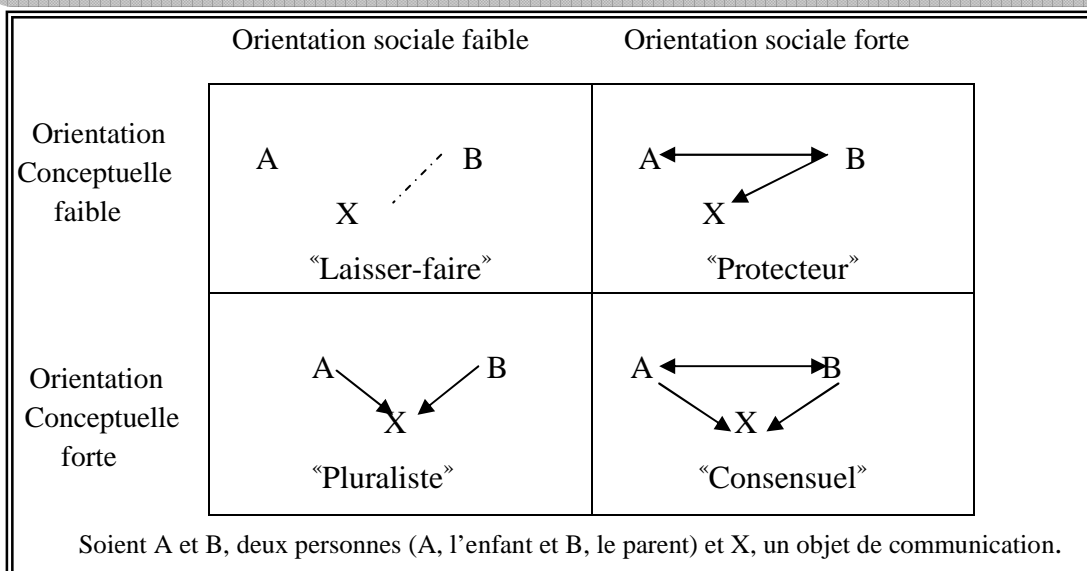 Orientation sociale faible Orientation sociale forte
Orientation
Conceptuelle
faible
A B
X
“Laisser-faire”
A B
X
“Protecteur”
Orientation
Conceptuelle
forte
A B
X
“Pluraliste”
A B
X
“Consensuel”
Soient A et B, deux personnes (A, l’enfant et B, le parent) et X, un objet de communication.